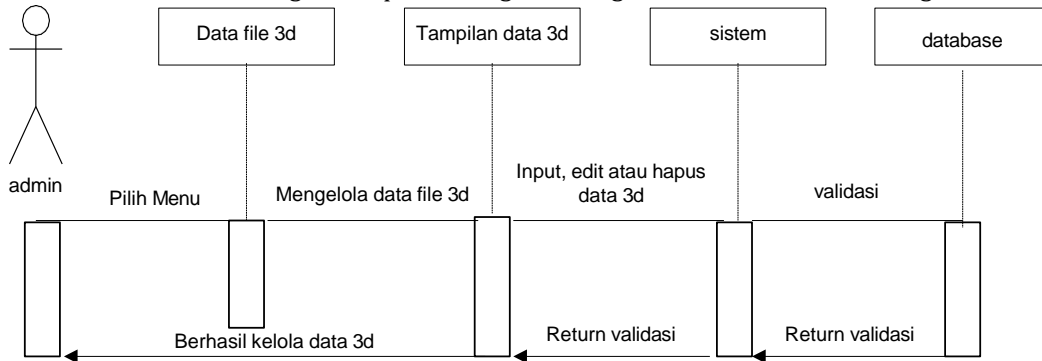 Data file 3d
Tampilan data 3d
sistem
database
admin
Pilih Menu
Mengelola data file 3d
Input, edit atau hapus
data 3d
validasi
Berhasil kelola data 3d
Return validasi
Return validasi